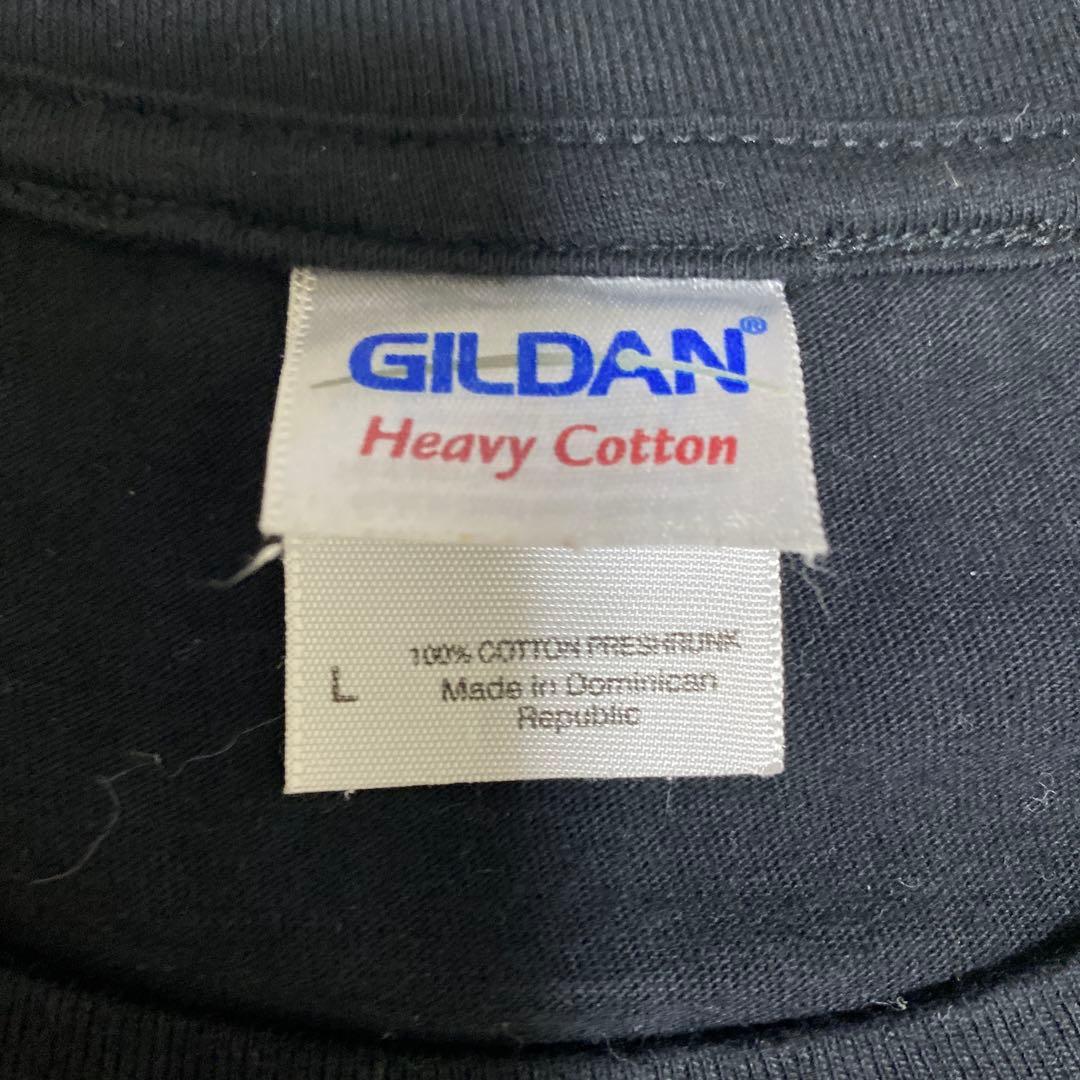 GILDAN®
Heavy Cotton
100% COTTON PRESHRUNK
L Made in Dominican
Republic